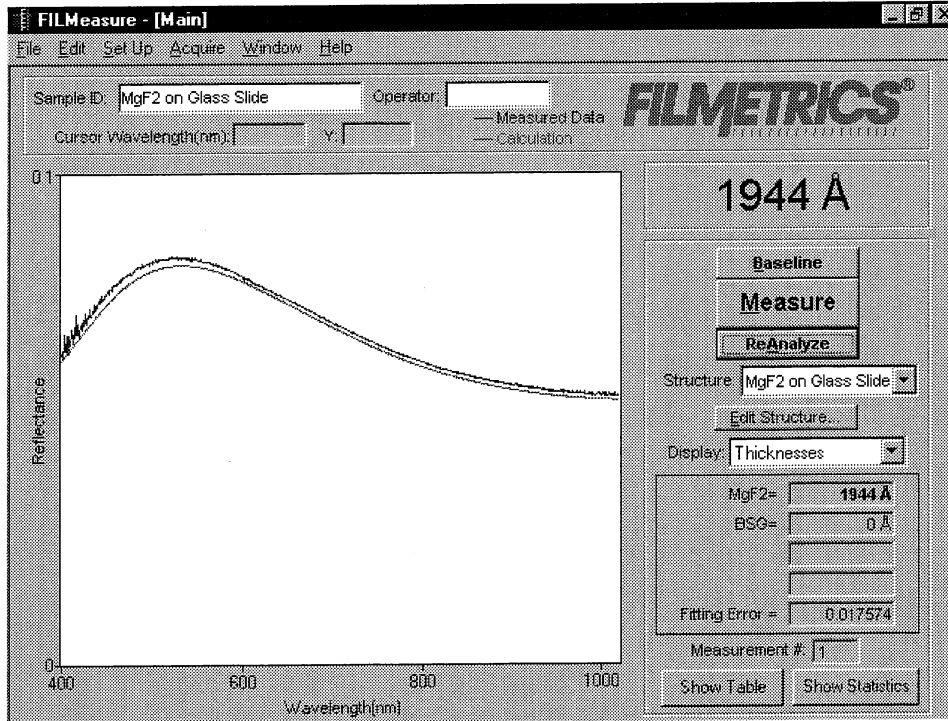 FILMeasure - [Main]
File Edit Set Up Acquire Window Help
Sample ID: MgF2 on Glass Slide Operator:
Cursor Wavelength(nm): Y:
Measured Data
Calculation
FILMETRICS®
0.1
Reflectance
0
400 600 800 1000
Wavelength(nm)
1944 Å
Baseline
Measure
ReAnalyze
Structure MgF2 on Glass Slide
Edit Structure...
Display: Thicknesses
MgF2= 1944 Å
BSG= 0 Å
Fitting Error = 0.017574
Measurement #: 1
Show Table Show Statistics